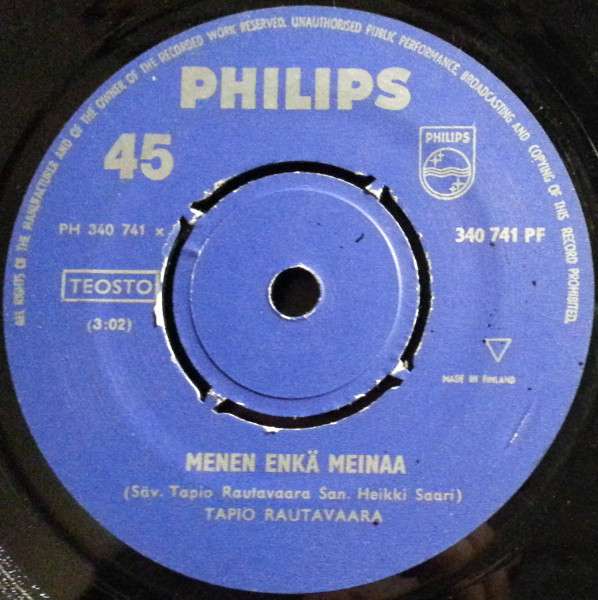 ALL RIGHTS OF THE MANUFACTURER AND OF THE OWNER OF THE RECORDED WORK RESERVED. UNAUTHORISED PUBLIC PERFORMANCE, BROADCASTING AND COPYING OF THIS RECORD PROHIBITED.
PHILIPS
45
PHILIPS
PH 340 741 x
340 741 PF
TEOSTO
(3:02)
MADE IN FINLAND
MENEN ENKÄ MEINAA
(Säv. Tapio Rautavaara San. Heikki Saari)
TAPIO RAUTAVAARA